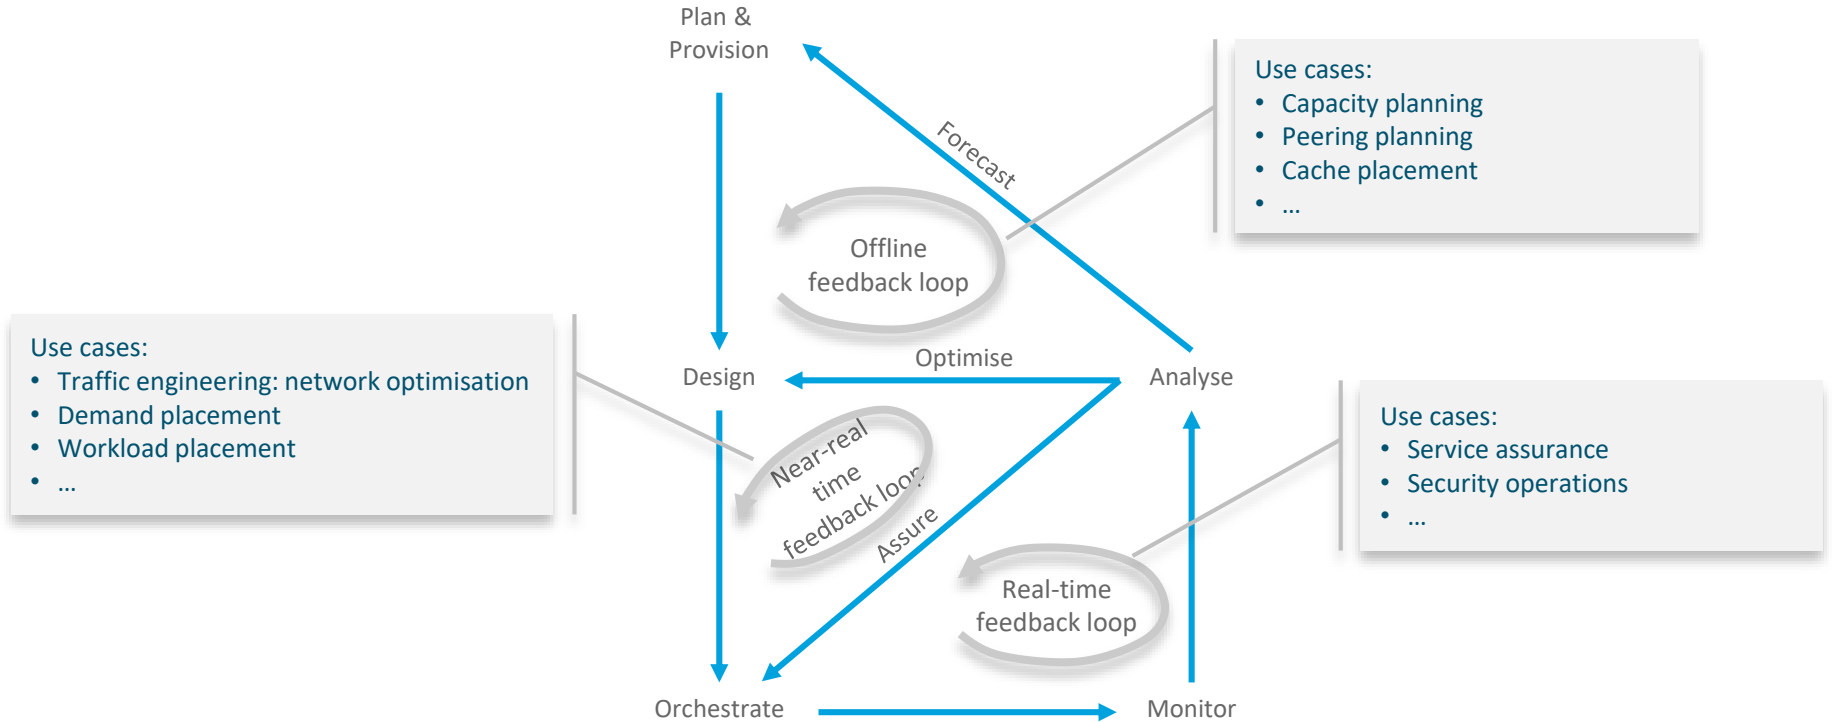 Plan &
Provision
Use cases:
• Capacity planning
• Peering planning
• Cache placement
• ...
Forecast
Offline
feedback loop
Use cases:
• Traffic engineering: network optimisation
• Demand placement
• Workload placement
• ...
Design
Optimise
Analyse
Near-real
time
feedback loop
Assure
Use cases:
• Service assurance
• Security operations
• ...
Real-time
feedback loop
Orchestrate
Monitor